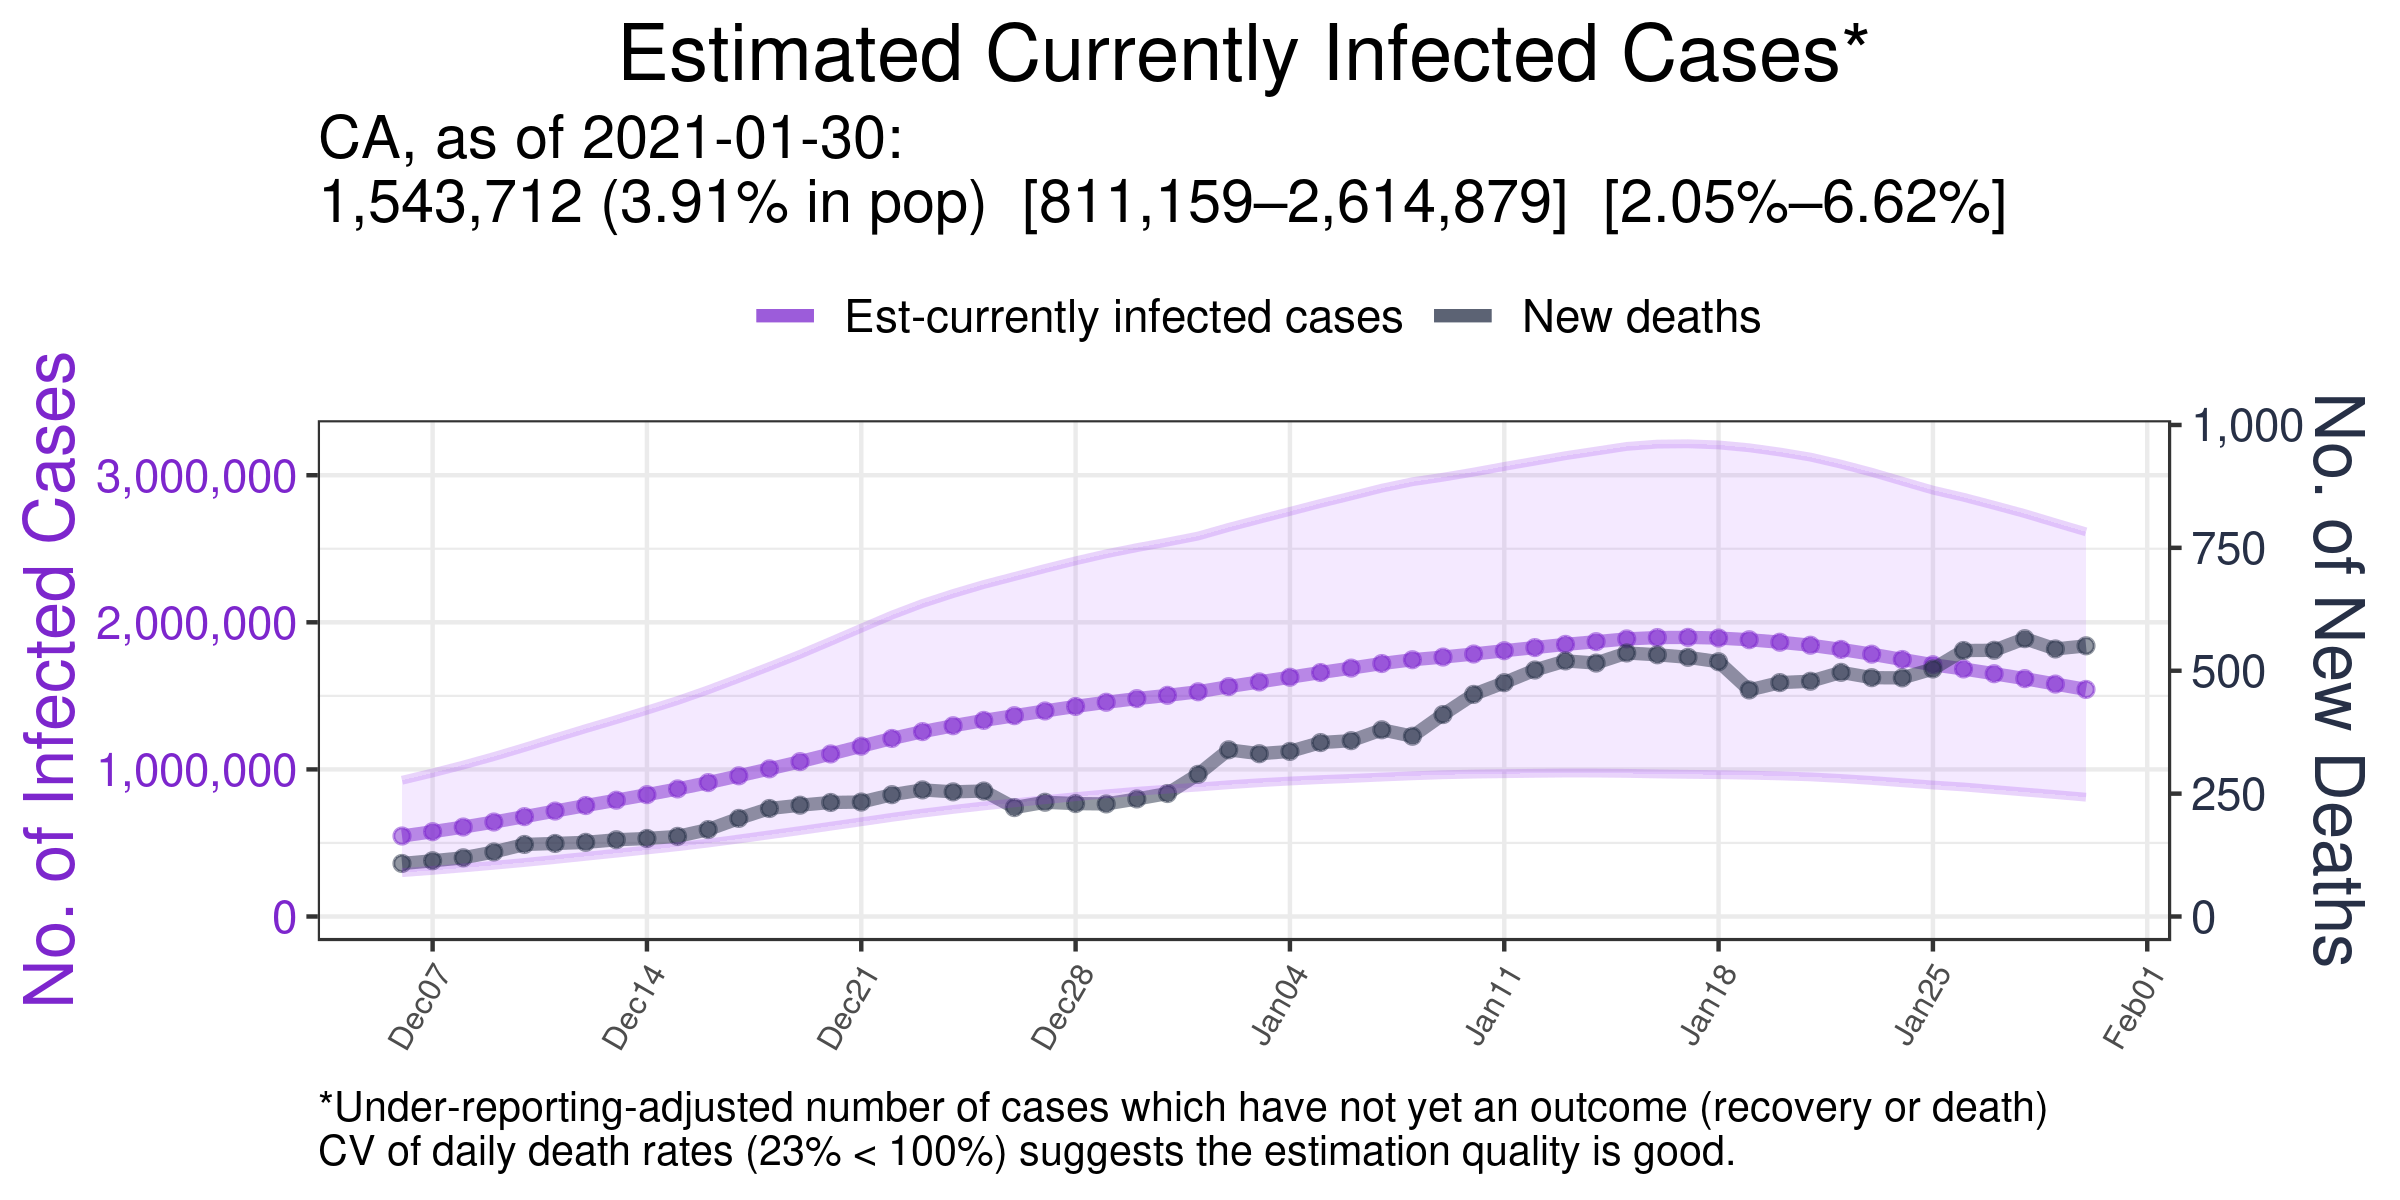 Estimated Currently Infected Cases*
CA, as of 2021-01-30:
1,543,712 (3.91% in pop) [811,159–2,614,879] [2.05%–6.62%]
Est-currently infected cases
New deaths
No. of Infected Cases
3,000,000
2,000,000
1,000,000
0
1,000
750
500
250
0
No. of New Deaths
Dec07
Dec14
Dec21
Dec28
Jan04
Jan11
Jan18
Jan25
Feb01
*Under-reporting-adjusted number of cases which have not yet an outcome (recovery or death)
CV of daily death rates (23% < 100%) suggests the estimation quality is good.